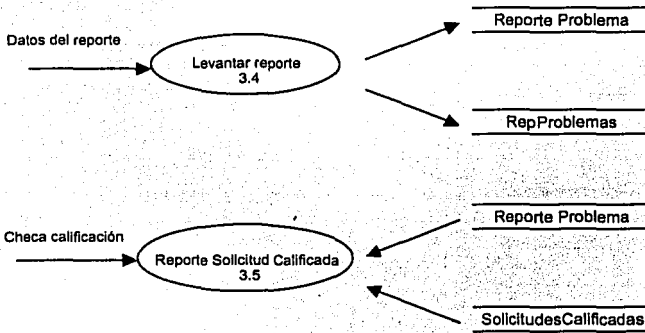 Reporte Problema
Datos del reporte
Levantar reporte
3.4
RepProblemas
Reporte Problema
Checa calificación
Reporte Sollcitud Calificada
3.5
SolicitudesCalificadas